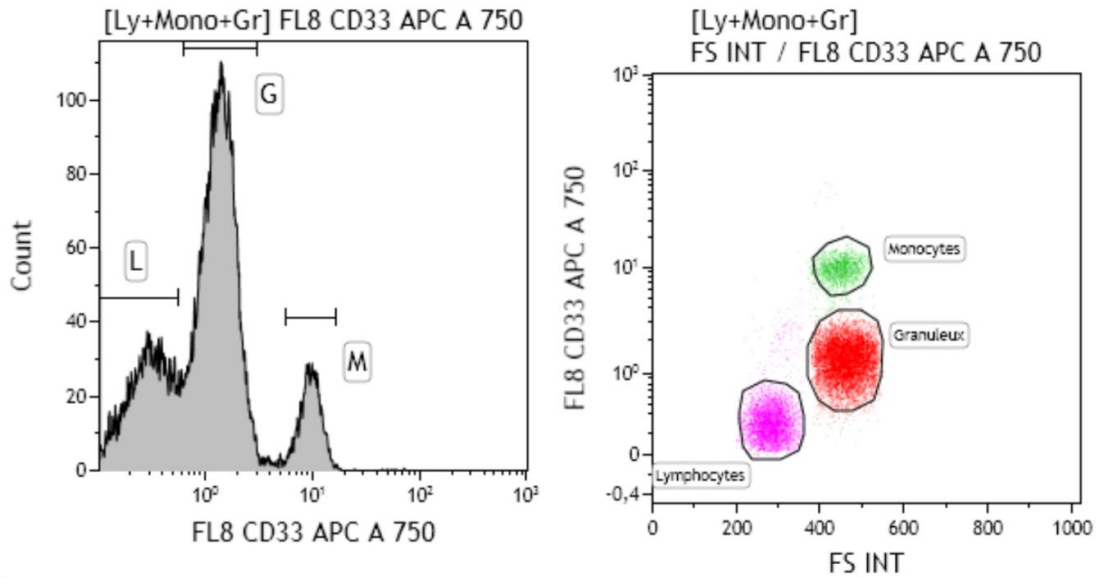 [Ly+Mono+Gr] FL8 CD33 APC A 750
Count
100
80
60
40
20
0
L
G
M
10⁰
10¹
10²
10³
FL8 CD33 APC A 750
[Ly+Mono+Gr]
FS INT / FL8 CD33 APC A 750
FL8 CD33 APC A 750
10³
10²
10¹
10⁰
0
-0,4
Monocytes
Granuleux
Lymphocytes
0
200
400
600
800
1000
FS INT